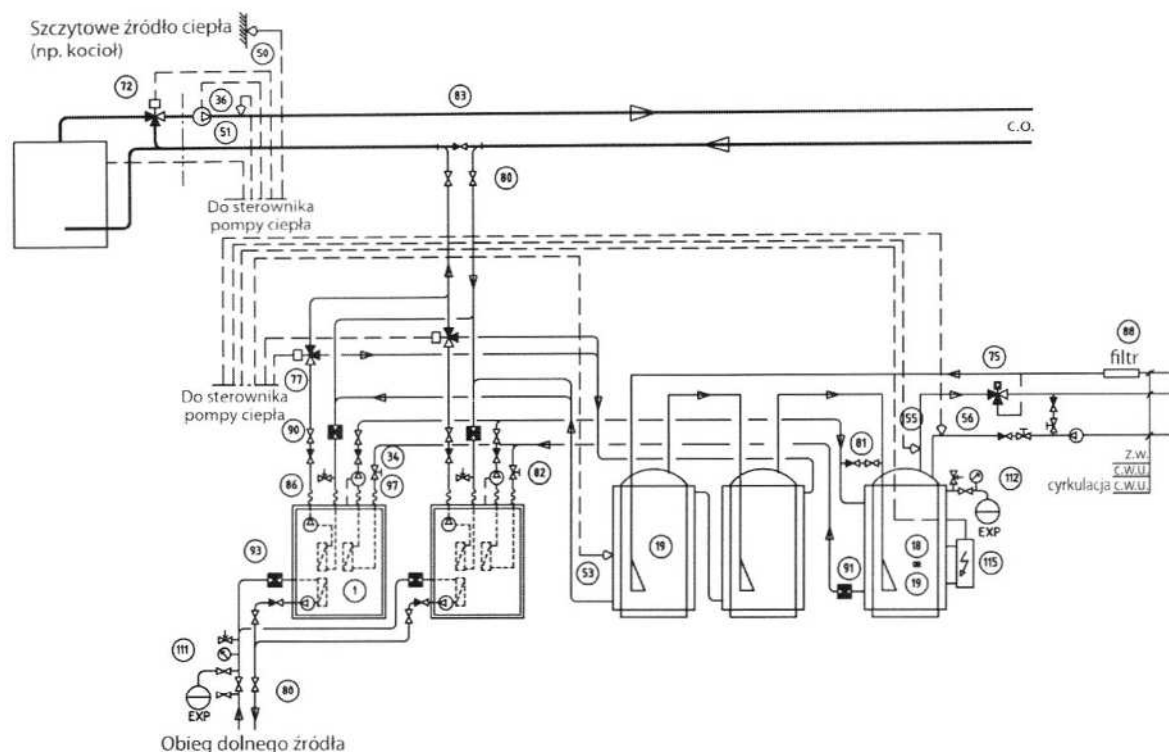 Szczytowe źródło ciepła
(np. kocioł)
50
72
36
83
51
c.o.
80
Do sterownika
pompy ciepła
88
75
filtr
77
Do sterownika
pompy ciepła
90
55
56
34
81
z.w.
86
97
82
112
c.w.u.
cyrkulacja c.w.u.
EXP
19
18
93
53
91
115
1
19
111
80
EXP
Obieg dolnego źródła